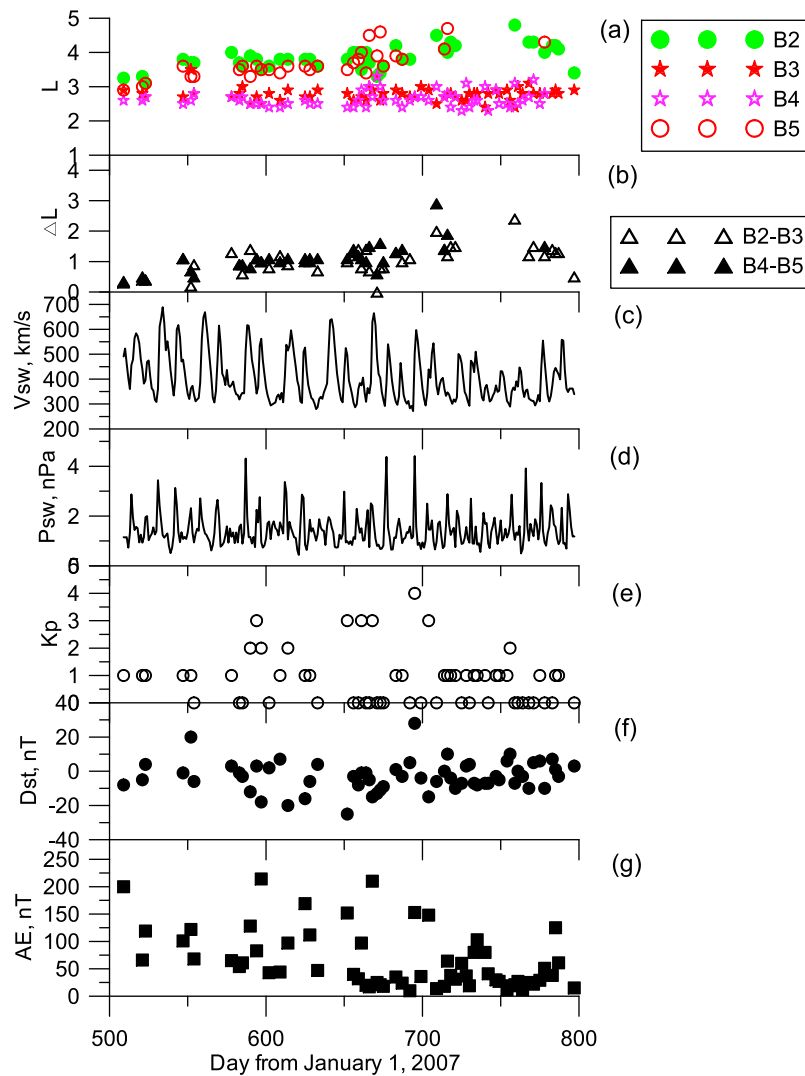 5
4
3
2
1
L
(a)
B2
B3
B4
B5
4
3
2
1
0
△L
(b)
B2-B3
B4-B5
700
600
500
400
300
200
Vsw, km/s
(c)
4
2
0
Psw, nPa
(d)
5
4
3
2
1
0
Kp
(e)
40
20
0
-20
-40
Dst, nT
(f)
250
200
150
100
50
0
AE, nT
(g)
500
600
700
800
Day from January 1, 2007